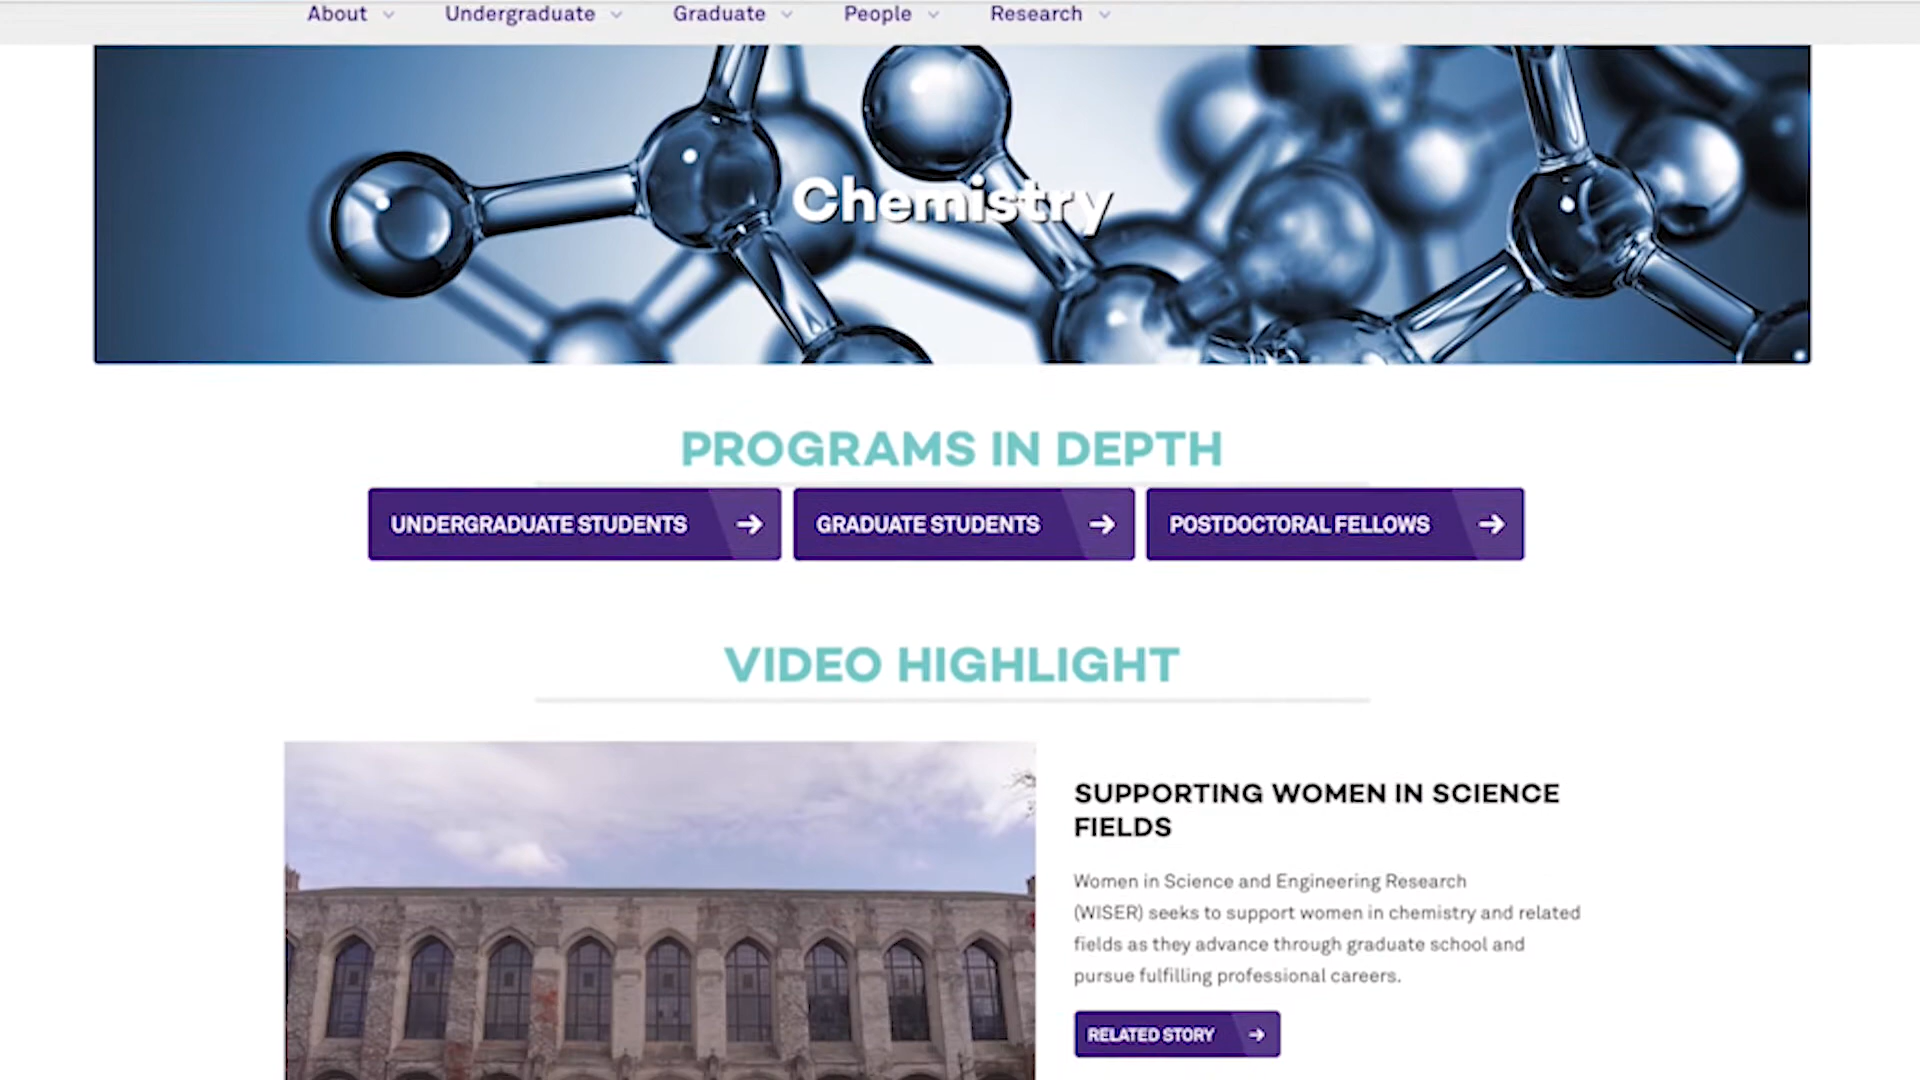 About
Undergraduate
Graduate
People
Research
Chemistry
PROGRAMS IN DEPTH
UNDERGRADUATE STUDENTS
GRADUATE STUDENTS
POSTDOCTORAL FELLOWS
VIDEO HIGHLIGHT
SUPPORTING WOMEN IN SCIENCE
FIELDS
Women in Science and Engineering Research
(WISER) seeks to support women in chemistry and related
fields as they advance through graduate school and
pursue fulfilling professional careers.
RELATED STORY